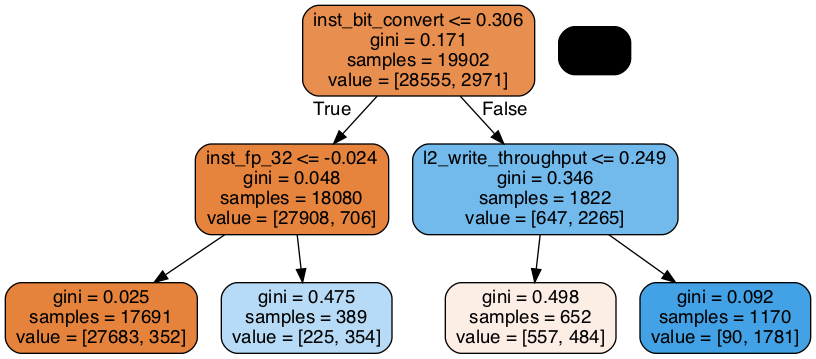 inst_bit_convert <= 0.306
gini = 0.171
samples = 19902
value = [28555, 2971]
True
False
inst_fp_32 <= -0.024
gini = 0.048
samples = 18080
value = [27908, 706]
l2_write_throughput <= 0.249
gini = 0.346
samples = 1822
value = [647, 2265]
gini = 0.025
samples = 17691
value = [27683, 352]
gini = 0.475
samples = 389
value = [225, 354]
gini = 0.498
samples = 652
value = [557, 484]
gini = 0.092
samples = 1170
value = [90, 1781]